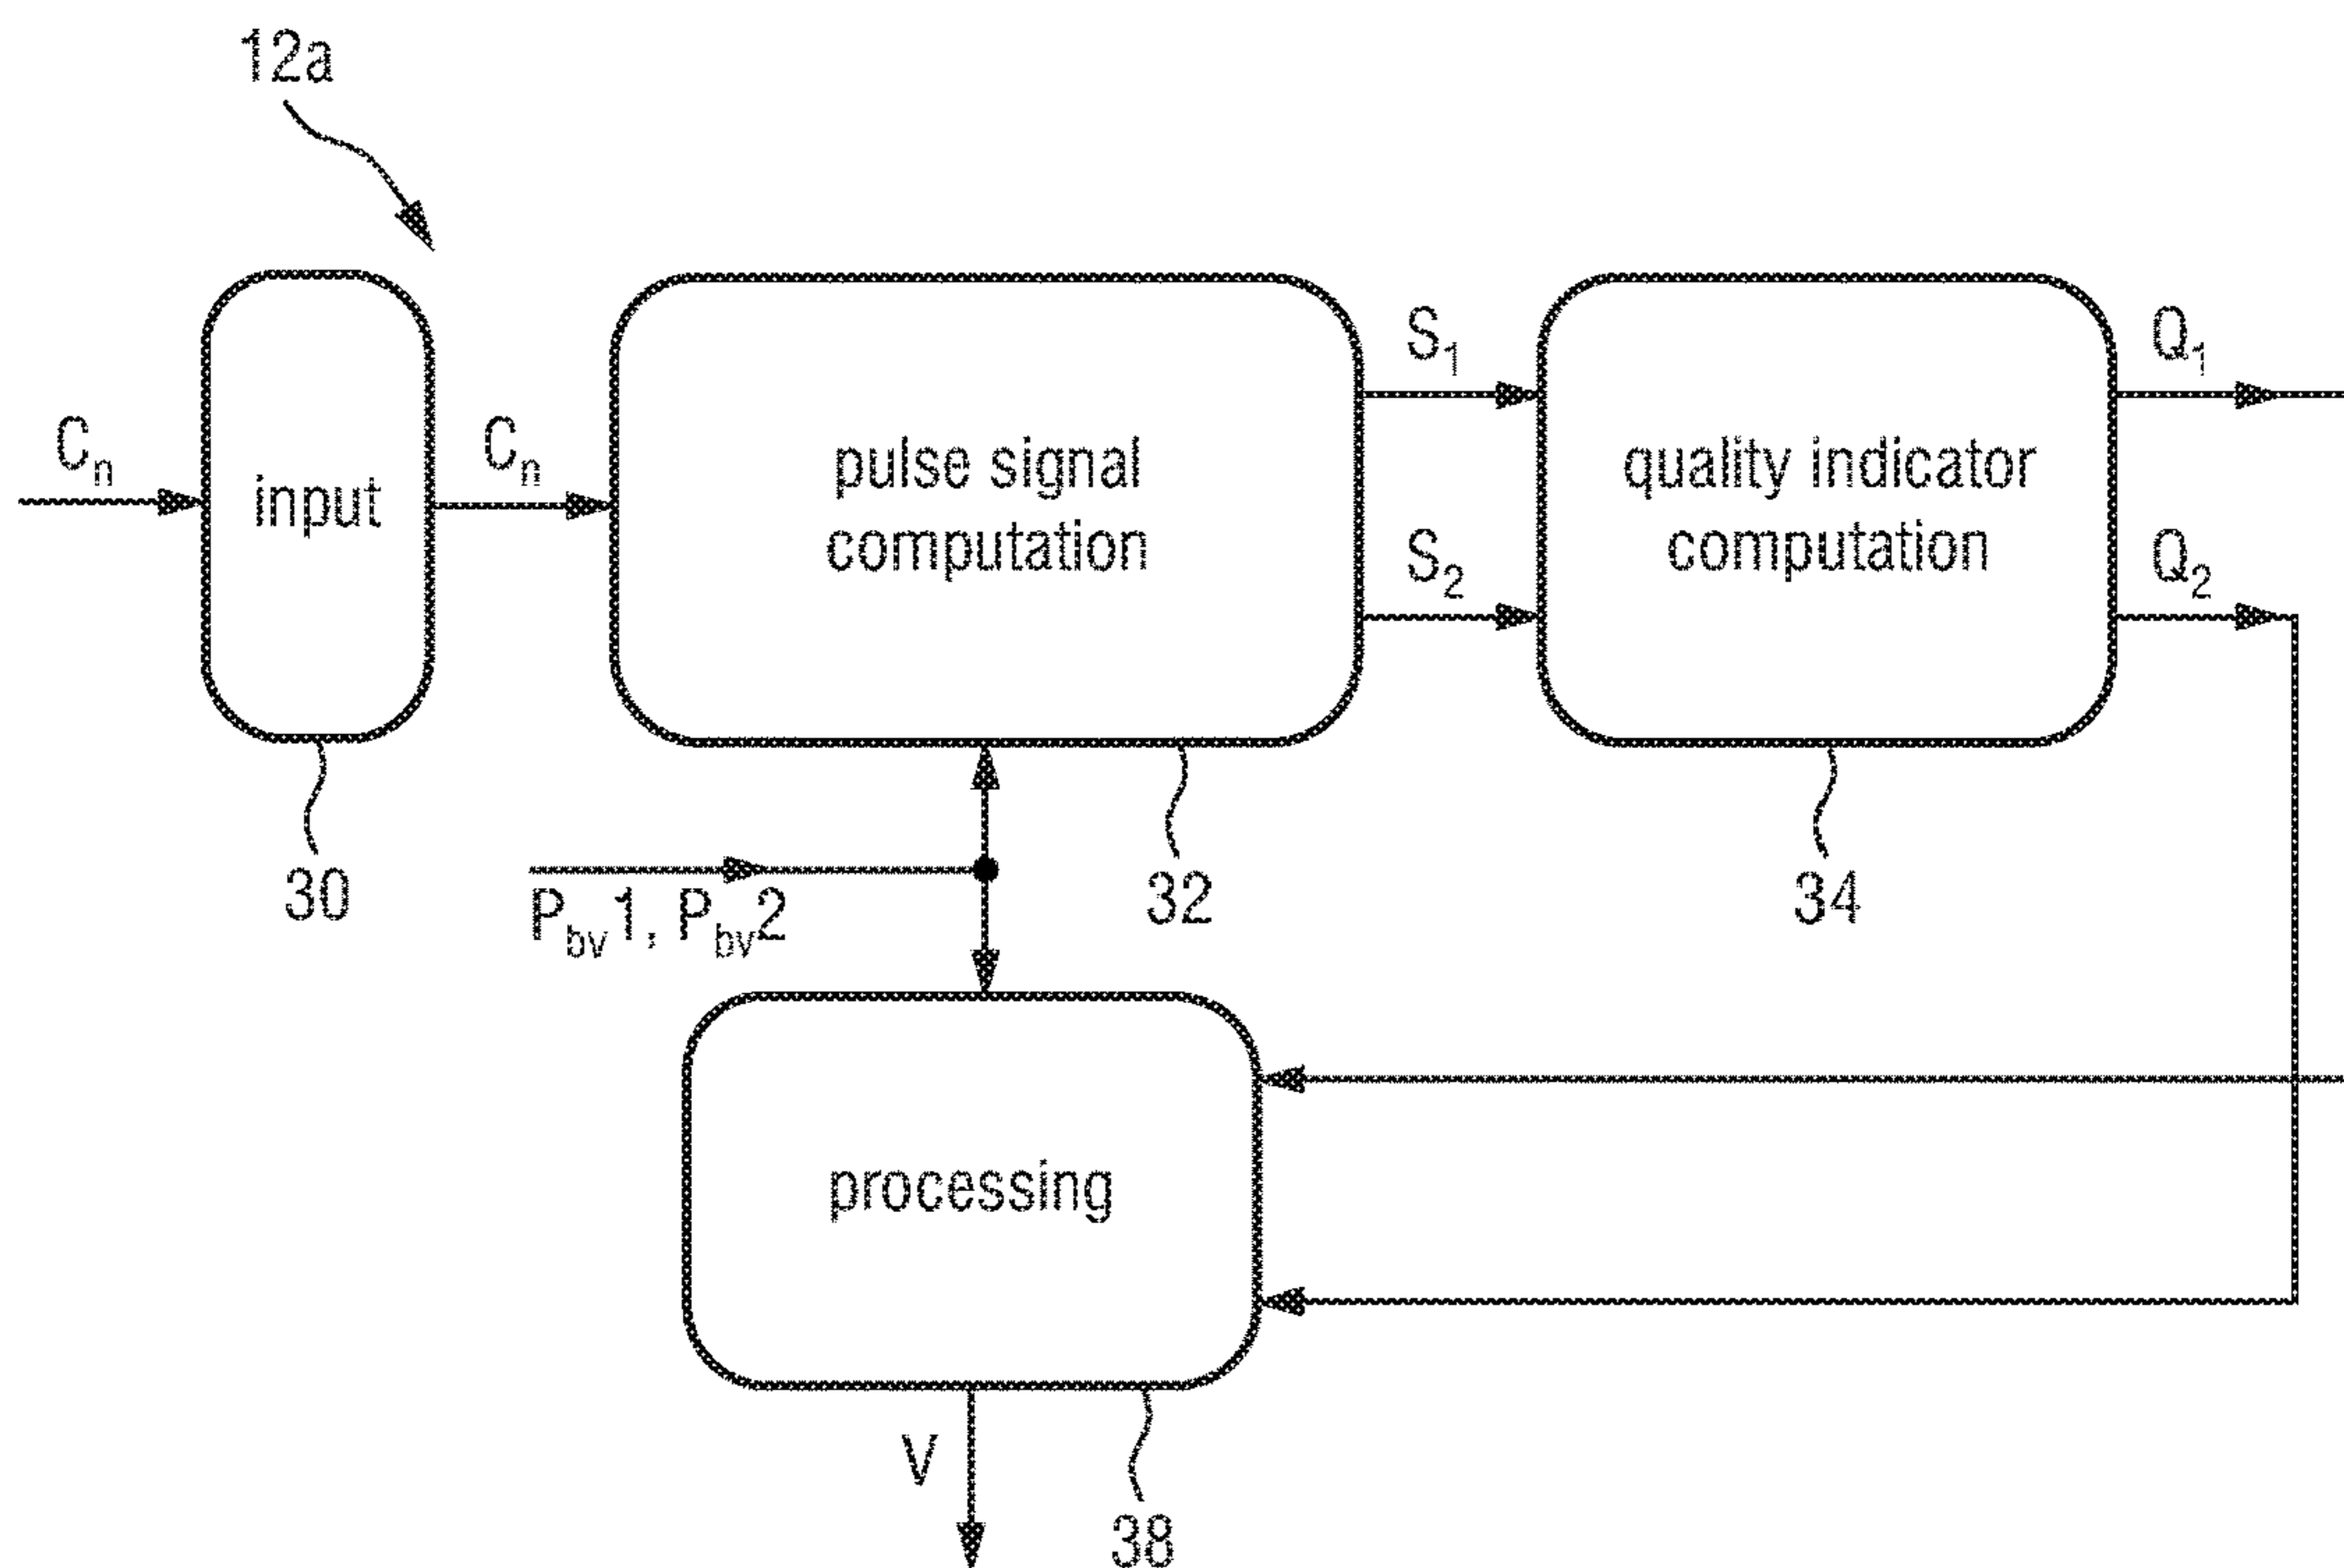 12a
C_n
input
C_n
pulse signal
computation
S_1
S_2
quality indicator
computation
Q_1
Q_2
30
32
34
P_bv1, P_bv2
processing
V
38